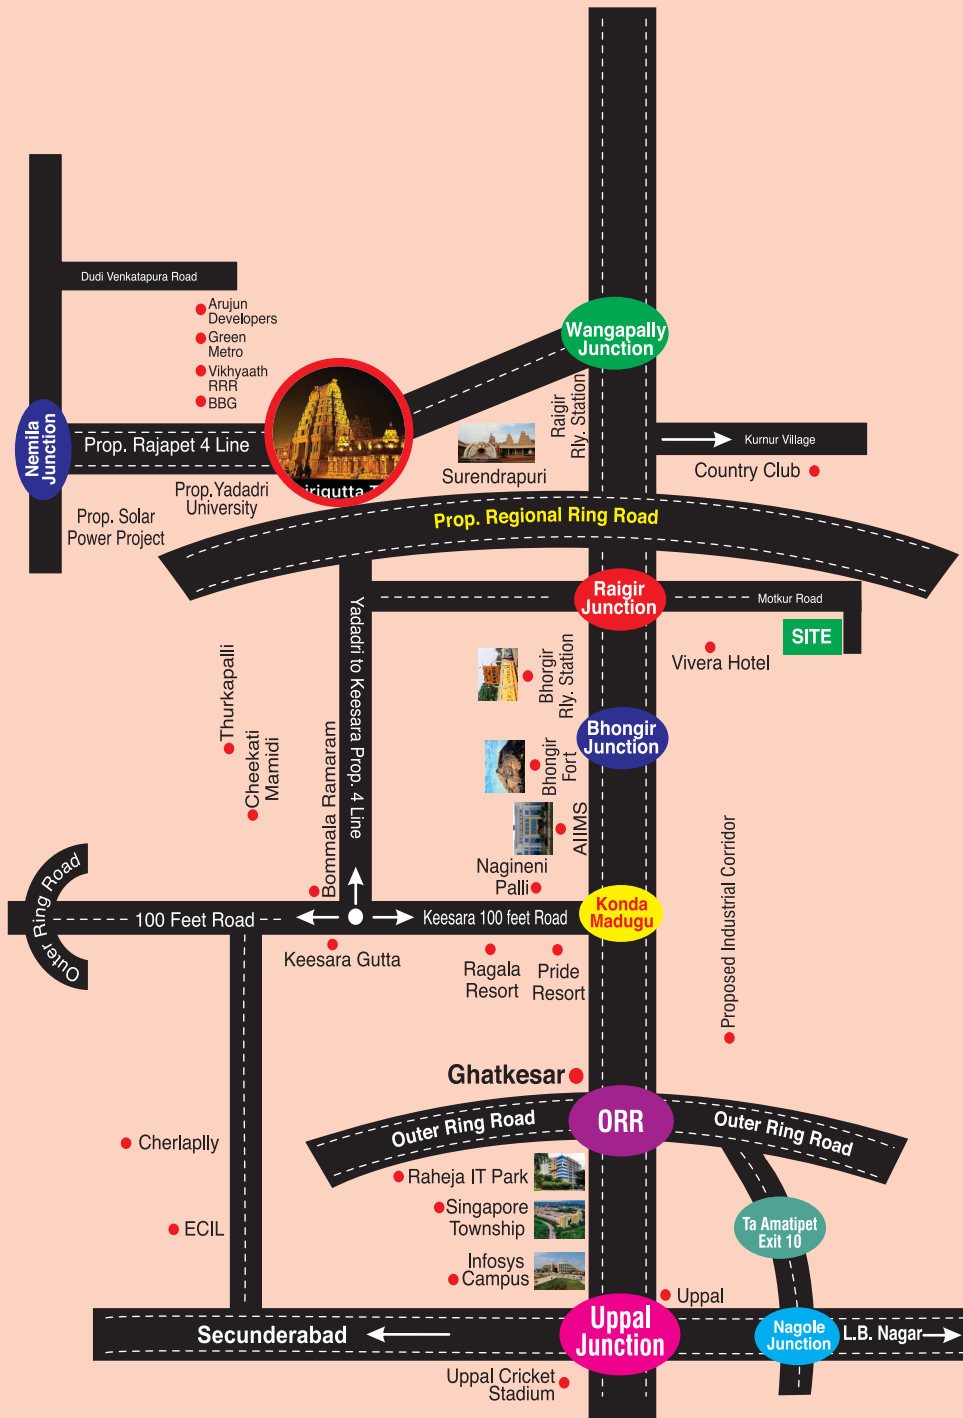 Dudi Venkatapura Road
Arujun
Developers
Green
Metro
Vikhyaath
RRR
BBG
Wangapally
Junction
Raigir
Rly. Station
Nemila
Junction
Prop. Rajapet 4 Line
Kurnur Village
Country Club
Surendrapuri
Prop.Yadadri
University
Prop. Solar
Power Project
Prop. Regional Ring Road
Raigir
Junction
Motkur Road
SITE
Vivera Hotel
Yadadri to Keesara Prop. 4 Line
Thurkapalli
Cheekati
Mamidi
Bommala Ramaram
Bhorgir
Rly. Station
Bhongir
Junction
Bhongir
Fort
AIIMS
Nagineni
Palli
Proposed Industrial Corridor
Outer Ring Road
100 Feet Road
Keesara 100 feet Road
Konda
Madugu
Keesara Gutta
Ragala
Resort
Pride
Resort
Ghatkesar
ORR
Outer Ring Road
Outer Ring Road
Cherlaplly
Raheja IT Park
Singapore
Township
ECIL
Infosys
Campus
Ta Amatipet
Exit 10
Uppal
Secunderabad
Uppal
Junction
Nagole
Junction
L.B. Nagar
Uppal Cricket
Stadium